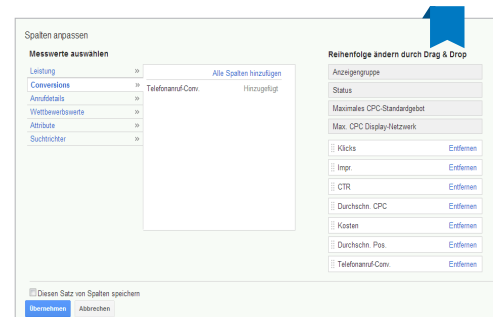 Spalten anpassen
Messwerte auswählen
Leistung »
Conversions »
Anrufdetails »
Wettbewerbswerte »
Attribute »
Suchtrichter »
Alle Spalten hinzufügen
Telefonanruf-Conv. Hinzugefügt
Reihenfolge ändern durch Drag & Drop
Anzeigengruppe
Status
Maximales CPC-Standardgebot
Max. CPC Display-Netzwerk
Klicks Entfernen
Impr. Entfernen
CTR Entfernen
Durchschn. CPC Entfernen
Kosten Entfernen
Durchschn. Pos. Entfernen
Telefonanruf-Conv. Entfernen
Diesen Satz von Spalten speichern
Übernehmen Abbrechen